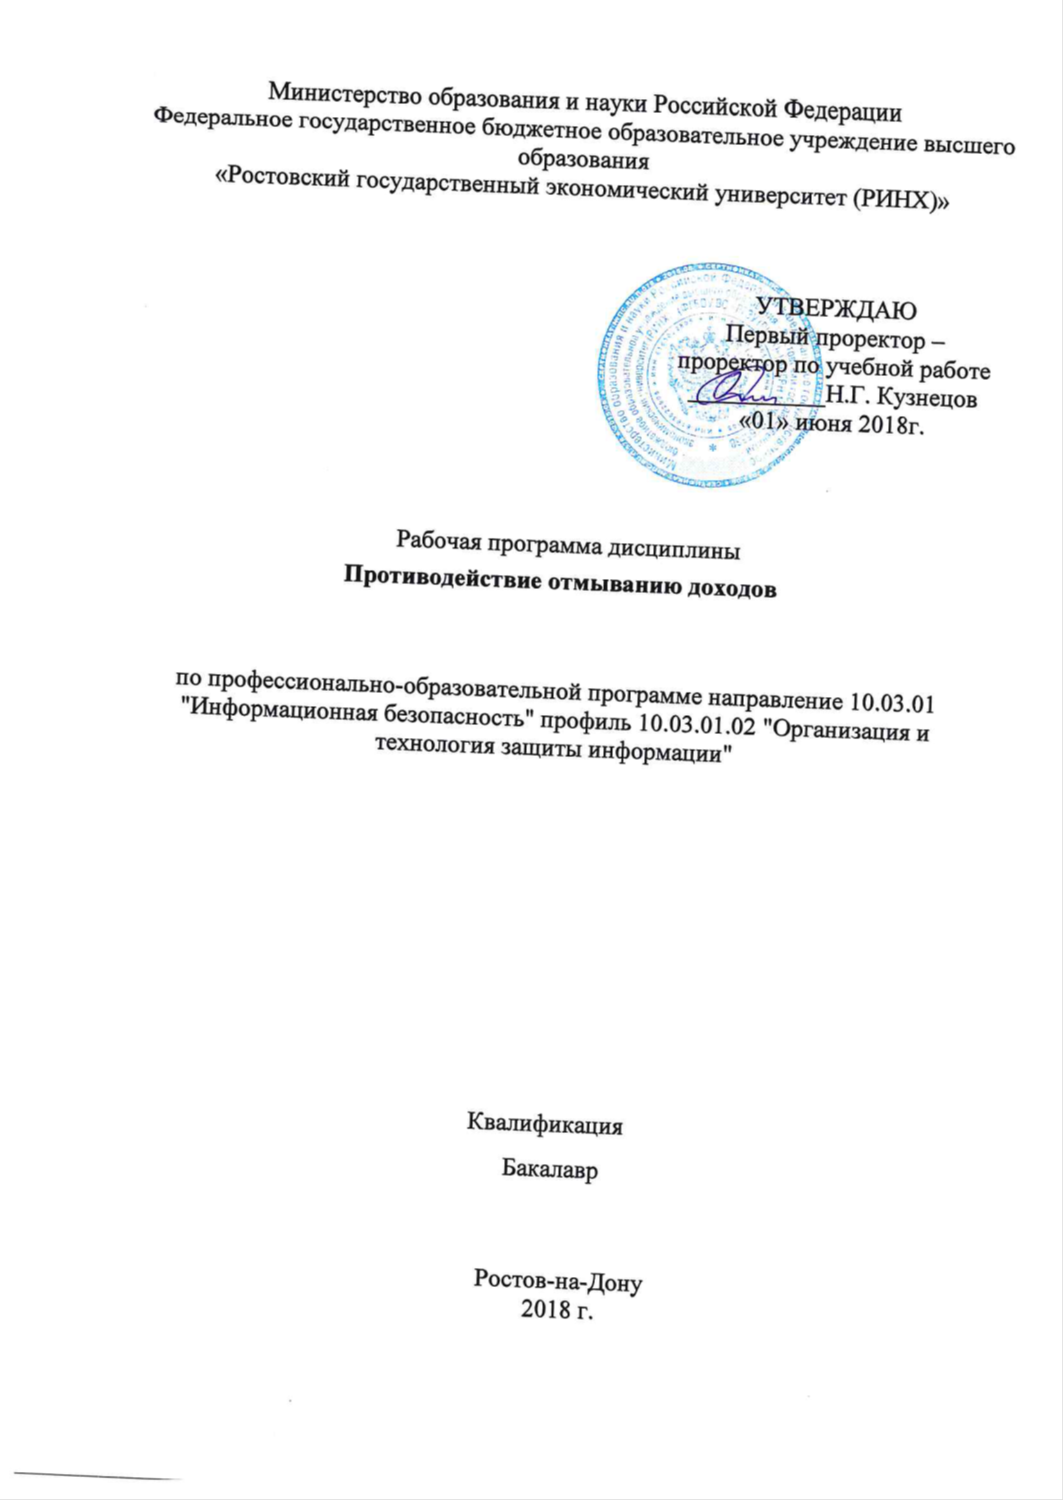 Министерство образования и науки Российской Федерации
Федеральное государственное бюджетное образовательное учреждение высшего
образования
«Ростовский государственный экономический университет (РИНХ)»
УТВЕРЖДАЮ
Первый проректор –
проректор по учебной работе
Н.Г. Кузнецов
«01» июня 2018г.
Рабочая программа дисциплины
Противодействие отмыванию доходов
по профессионально-образовательной программе направление 10.03.01
"Информационная безопасность" профиль 10.03.01.02 "Организация и
технология защиты информации"
Квалификация
Бакалавр
Ростов-на-Дону
2018 г.